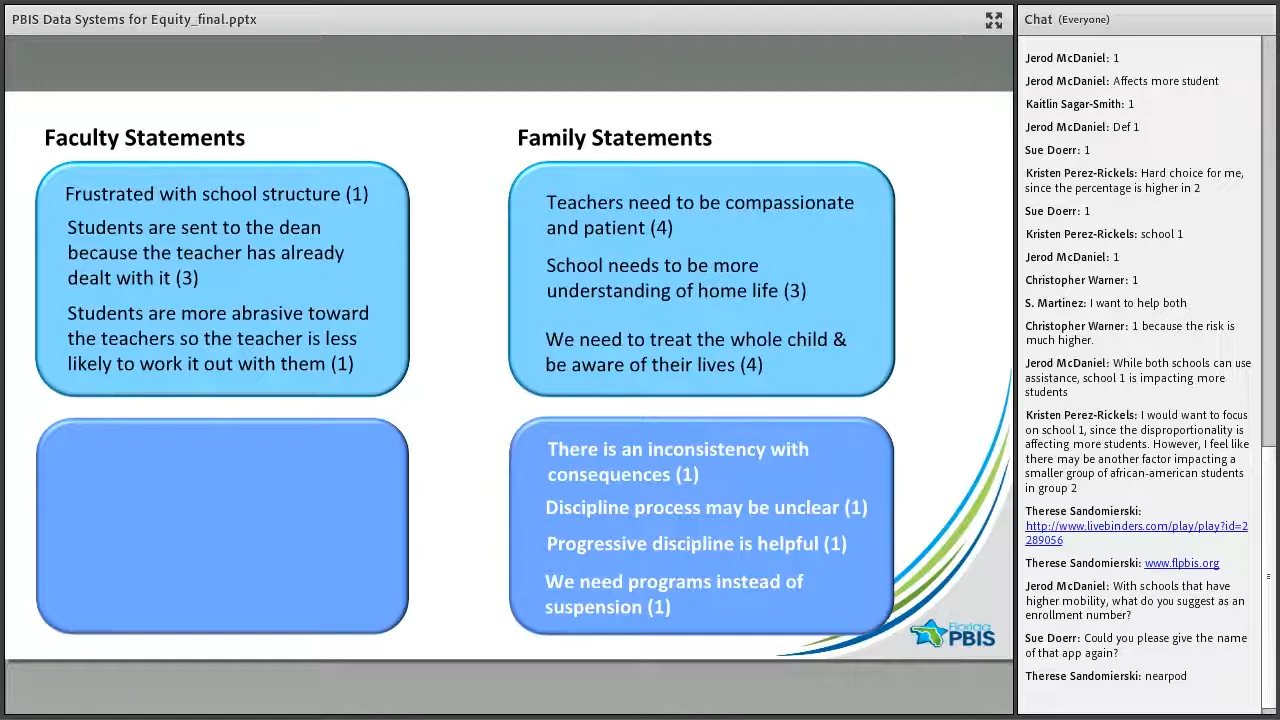 PBIS Data Systems for Equity_final.pptx
Faculty Statements
Frustrated with school structure (1)
Students are sent to the dean
because the teacher has already
dealt with it (3)
Students are more abrasive toward
the teachers so the teacher is less
likely to work it out with them (1)
Family Statements
Teachers need to be compassionate
and patient (4)
School needs to be more
understanding of home life (3)
We need to treat the whole child &
be aware of their lives (4)
There is an inconsistency with
consequences (1)
Discipline process may be unclear (1)
Progressive discipline is helpful (1)
We need programs instead of
suspension (1)
Florida
PBIS
Chat (Everyone)
Jerod McDaniel: 1
Jerod McDaniel: Affects more student
Kaitlin Sagar-Smith: 1
Jerod McDaniel: Def 1
Sue Doerr: 1
Kristen Perez-Rickels: Hard choice for me,
since the percentage is higher in 2
Sue Doerr: 1
Kristen Perez-Rickels: school 1
Jerod McDaniel: 1
Christopher Warner: 1
S. Martinez: I want to help both
Christopher Warner: 1 because the risk is
much higher.
Jerod McDaniel: While both schools can use
assistance, school 1 is impacting more
students
Kristen Perez-Rickels: I would want to focus
on school 1, since the disproportionality is
affecting more students. However, I feel like
there may be another factor impacting a
smaller group of african-american students
in group 2
Therese Sandomierski:
http://www.livebinders.com/play/play?id=2
289056
Therese Sandomierski: www.flpbis.org
Jerod McDaniel: With schools that have
higher mobility, what do you suggest as an
enrollment number?
Sue Doerr: Could you please give the name
of that app again?
Therese Sandomierski: nearpod